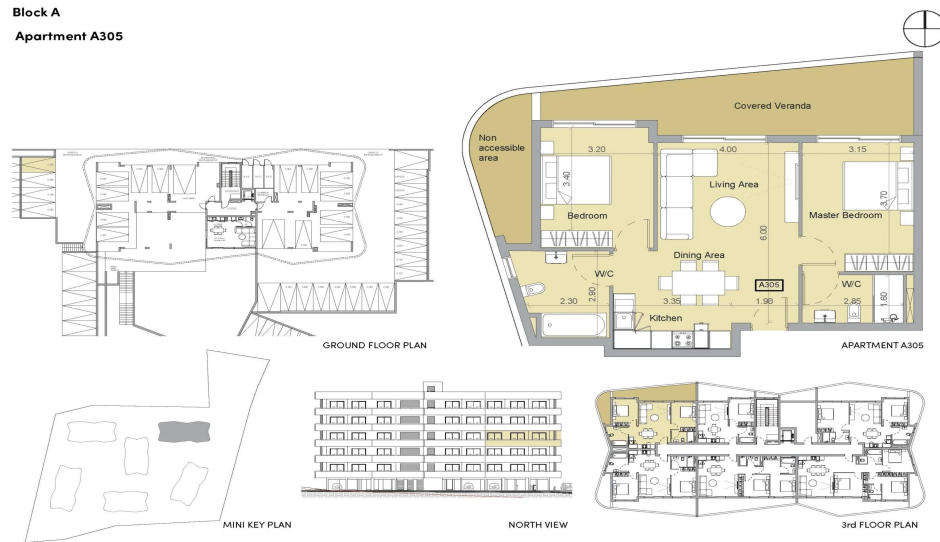 Block A
Apartment A305
Covered Veranda
Non
accessible
area
3.20
4.00
3.15
3.40
3.70
Living Area
Bedroom
Master Bedroom
6.00
Dining Area
A305
W/C
W/C
2.90
2.30
3.35
1.90
2.85
1.60
Kitchen
GROUND FLOOR PLAN
APARTMENT A305
MINI KEY PLAN
NORTH VIEW
3rd FLOOR PLAN